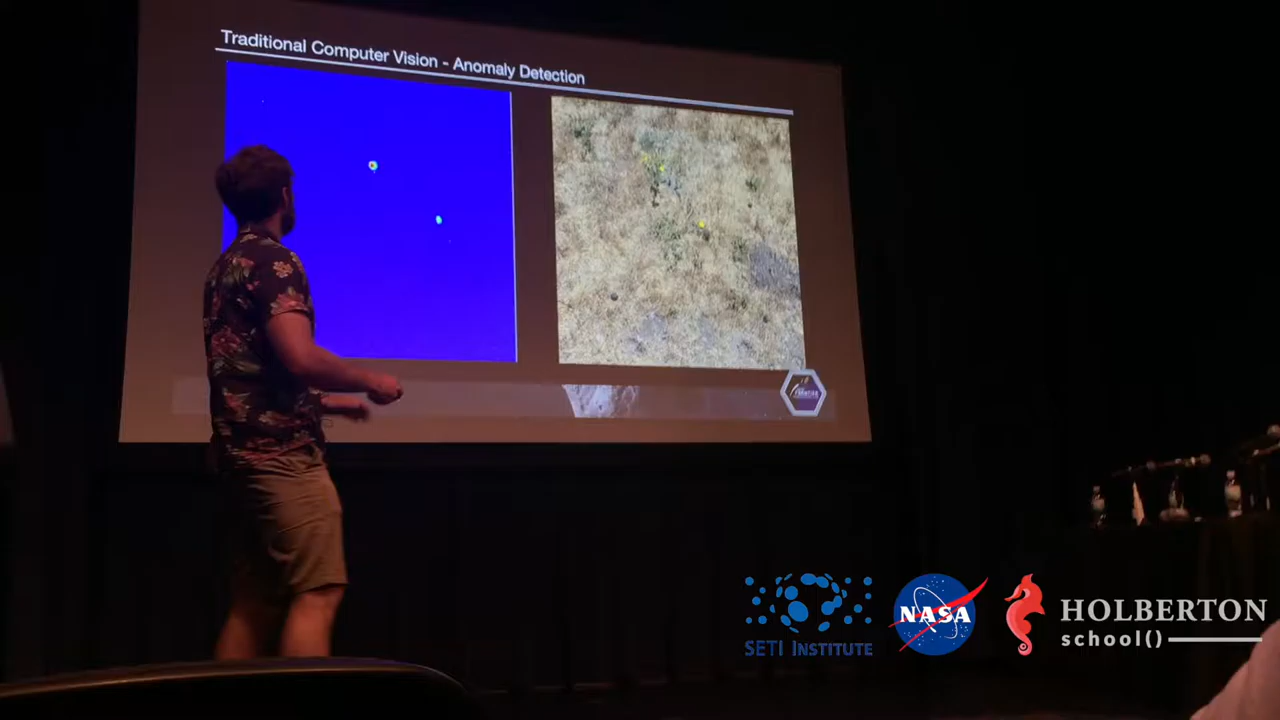 Traditional Computer Vision - Anomaly Detection
SETI INSTITUTE
NASA
HOLBERTON
school()